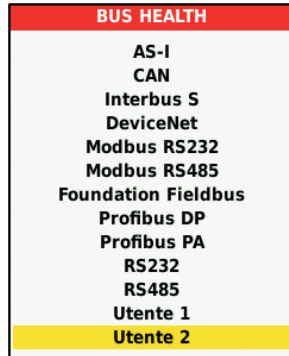 BUS HEALTH
AS-I
CAN
Interbus S
DeviceNet
Modbus RS232
Modbus RS485
Foundation Fieldbus
Profibus DP
Profibus PA
RS232
RS485
Utente 1
Utente 2